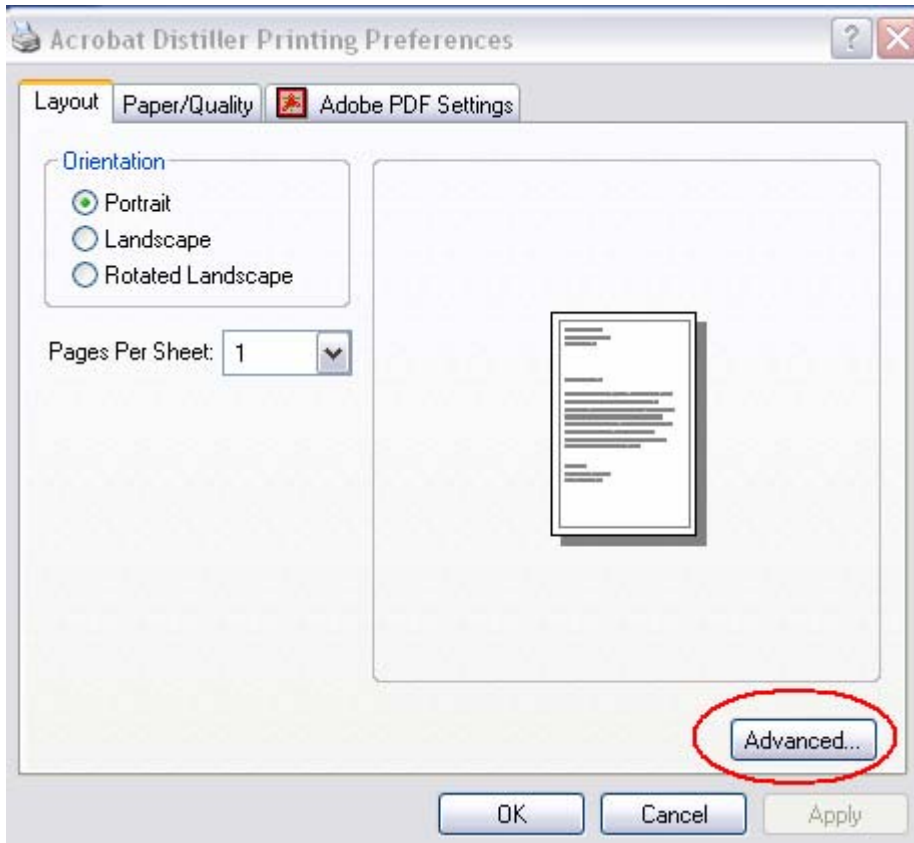 Acrobat Distiller Printing Preferences
Layout Paper/Quality Adobe PDF Settings
Orientation
Portrait
Landscape
Rotated Landscape
Pages Per Sheet: 1
Advanced...
OK Cancel Apply